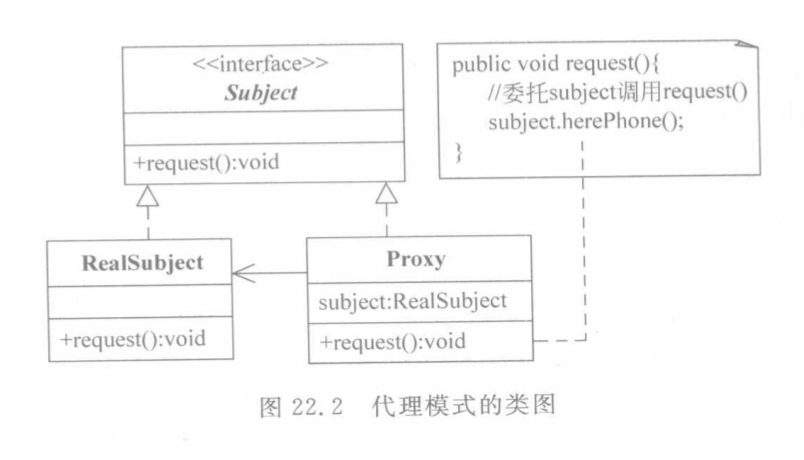 <<interface>>
Subject
+request():void
public void request(){
//委托subject调用request()
subject.herePhone();
}
RealSubject
+request():void
Proxy
subject:RealSubject
+request():void
图 22.2 代理模式的类图